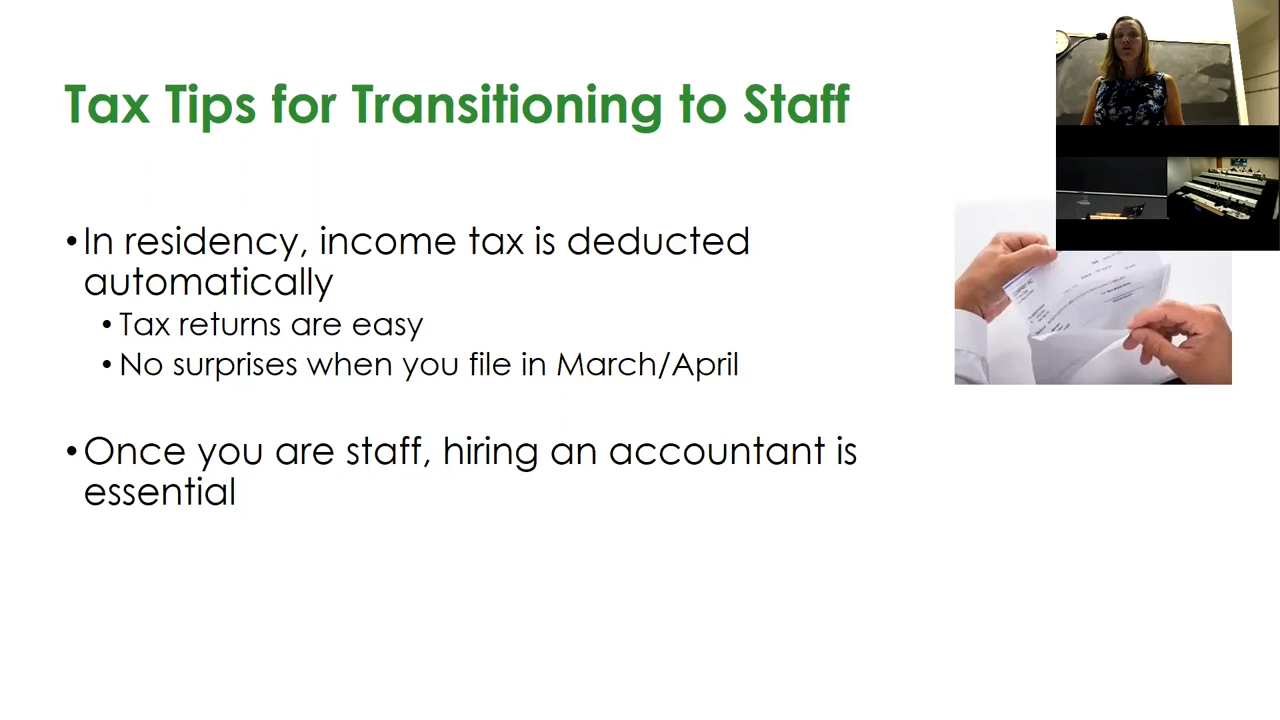 Tax Tips for Transitioning to Staff
•In residency, income tax is deducted
automatically
•Tax returns are easy
•No surprises when you file in March/April
•Once you are staff, hiring an accountant is
essential